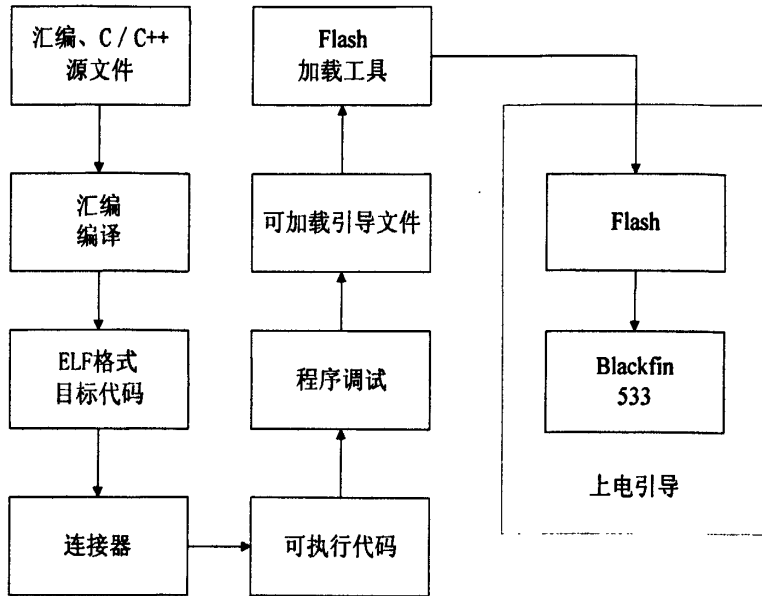 汇编、C / C++
源文件
汇编
编译
ELF格式
目标代码
连接器
可执行代码
程序调试
可加载引导文件
Flash
加载工具
Flash
Blackfin
533
上电引导